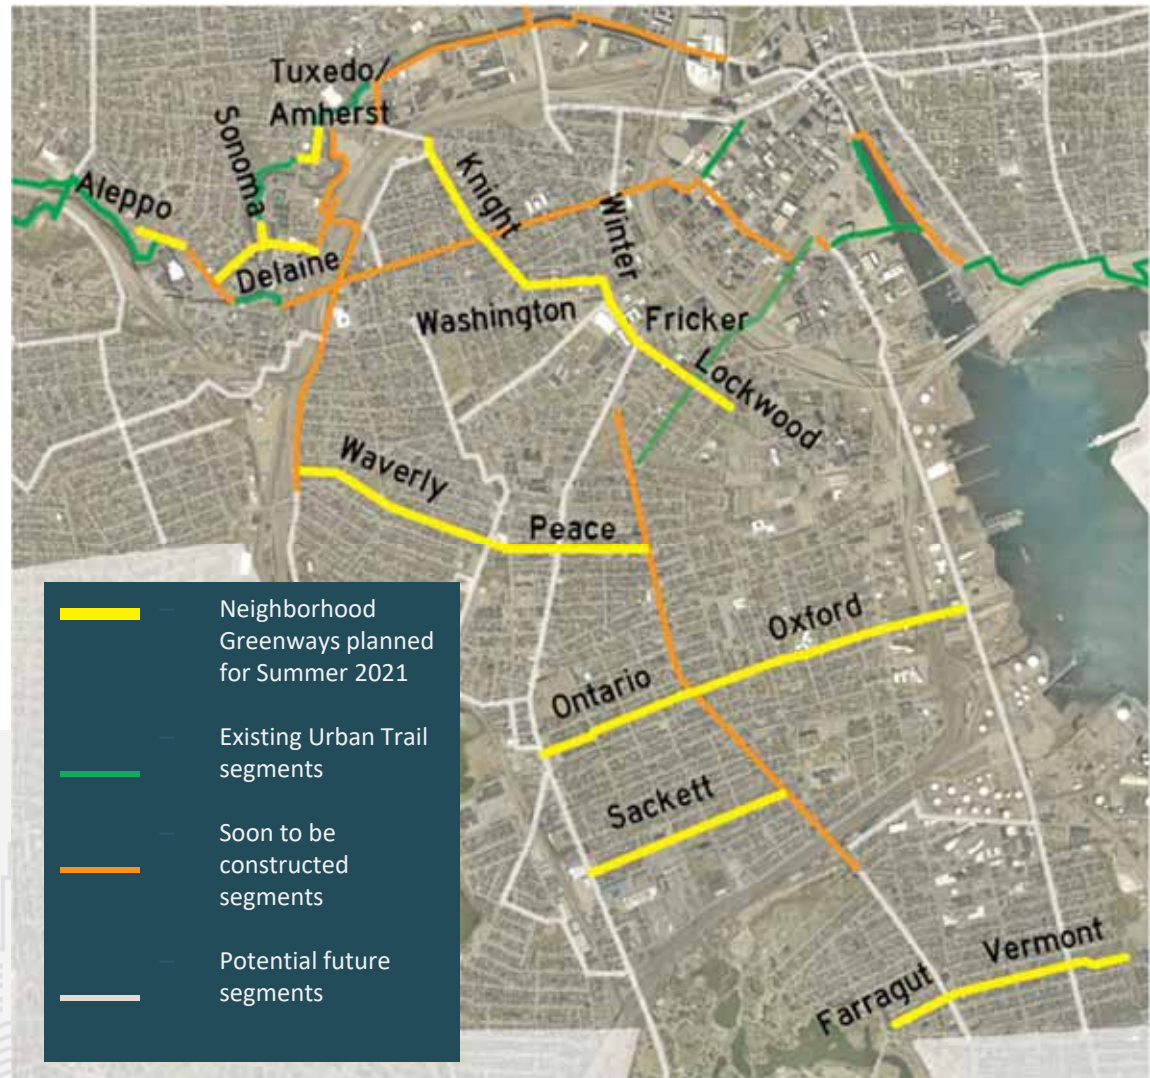 Tuxedo/
Amherst
Sonoma
Aleppo
Knight
Winter
Delaine
Washington
Fricker
Lockwood
Waverly
Peace
Oxford
Ontario
Sackett
Vermont
Farragut
Neighborhood
Greenways planned
for Summer 2021
Existing Urban Trail
segments
Soon to be
constructed
segments
Potential future
segments